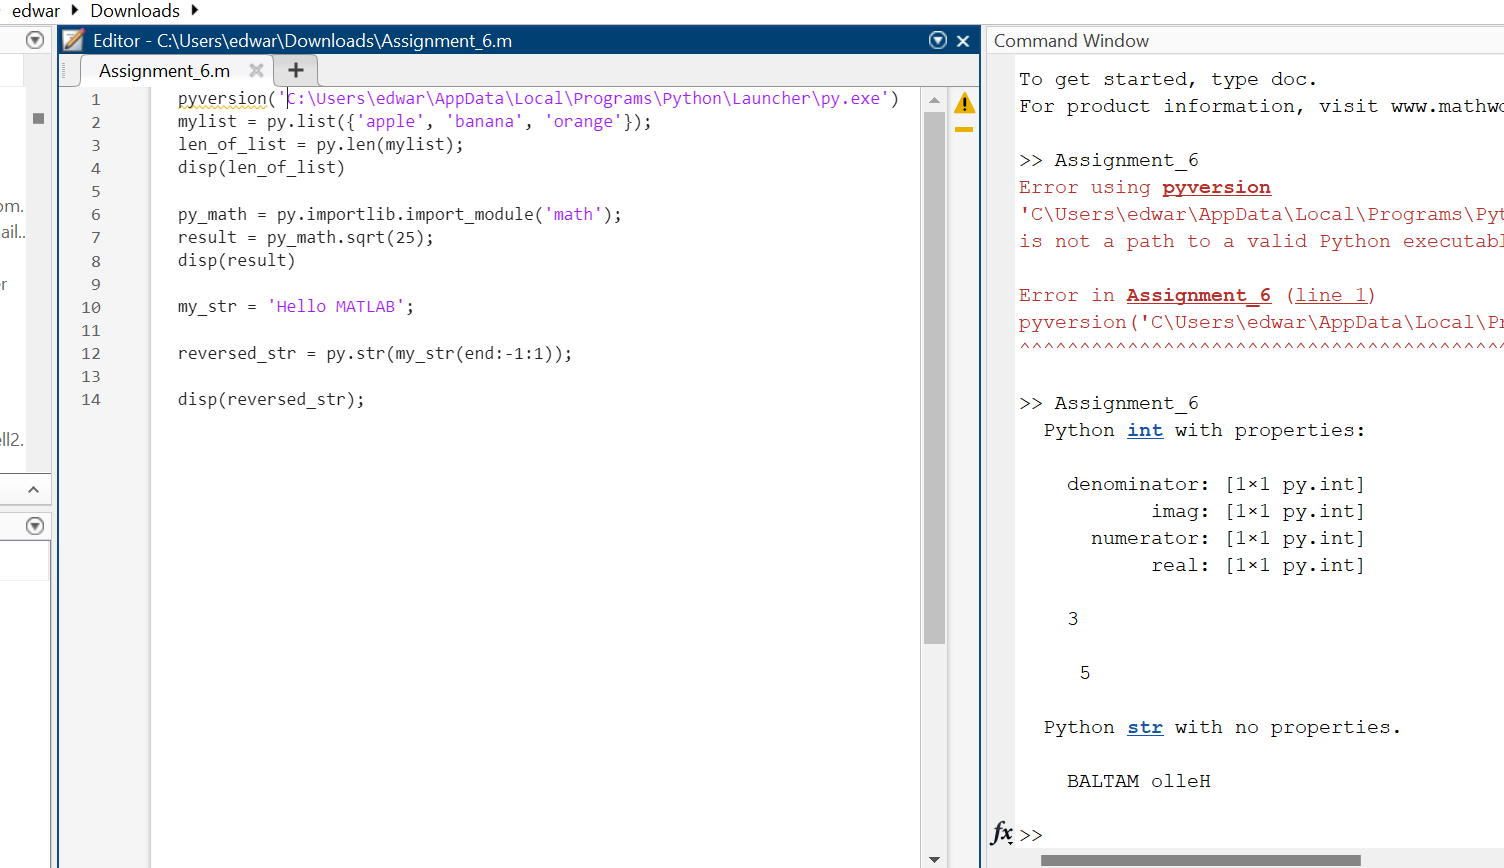 edwar ▶ Downloads ▶
Editor - C:\Users\edwar\Downloads\Assignment_6.m
Assignment_6.m
1 pyversion('C:\Users\edwar\AppData\Local\Programs\Python\Launcher\py.exe')
2 mylist = py.list({'apple', 'banana', 'orange'});
3 len_of_list = py.len(mylist);
4 disp(len_of_list)
5
6 py_math = py.importlib.import_module('math');
7 result = py_math.sqrt(25);
8 disp(result)
9
10 my_str = 'Hello MATLAB';
11
12 reversed_str = py.str(my_str(end:-1:1));
13
14 disp(reversed_str);
om.
ail..
r
ell2.
Command Window
To get started, type doc.
For product information, visit www.mathwo
>> Assignment_6
Error using pyversion
'C\Users\edwar\AppData\Local\Programs\Pyt
is not a path to a valid Python executabl
Error in Assignment_6 (line 1)
pyversion('C\Users\edwar\AppData\Local\Pr
^^^^^^^^^^^^^^^^^^^^^^^^^^^^^^^^^^^^^^^^^
>> Assignment_6
Python int with properties:
denominator: [1×1 py.int]
imag: [1×1 py.int]
numerator: [1×1 py.int]
real: [1×1 py.int]
3
5
Python str with no properties.
BALTAM olleH
fx >>